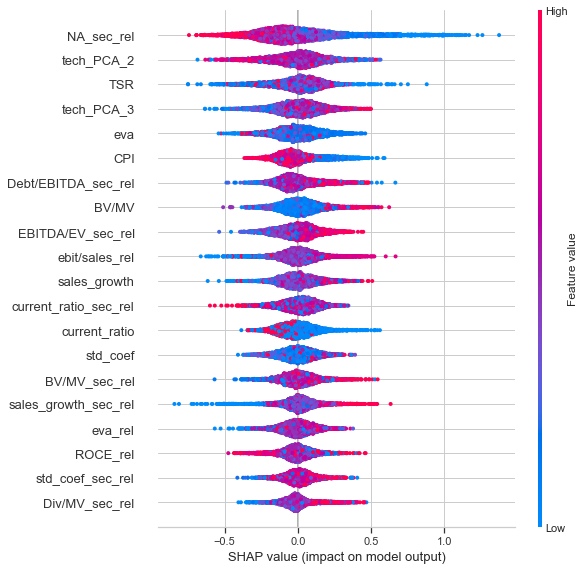 High
NA_sec_rel
tech_PCA_2
TSR
tech_PCA_3
eva
CPI
Debt/EBITDA_sec_rel
BV/MV
EBITDA/EV_sec_rel
ebit/sales_rel
sales_growth
current_ratio_sec_rel
current_ratio
std_coef
BV/MV_sec_rel
sales_growth_sec_rel
eva_rel
ROCE_rel
std_coef_sec_rel
Div/MV_sec_rel
Feature value
Low
−0.5 0.0 0.5 1.0
SHAP value (impact on model output)